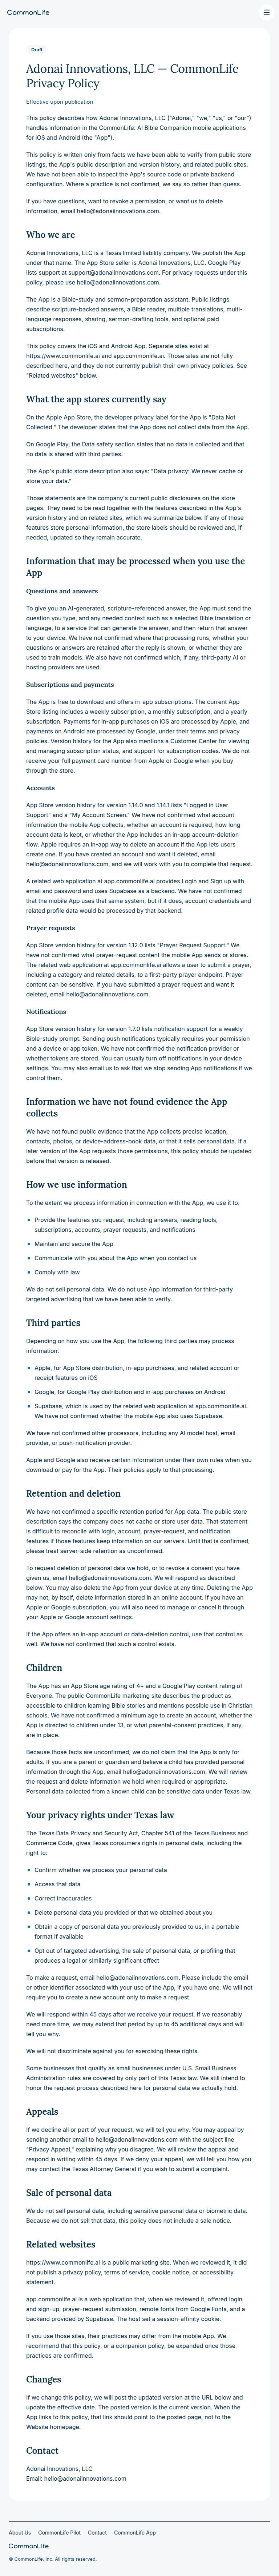 CommonLife
Draft
Adonai Innovations, LLC — CommonLife
Privacy Policy
Effective upon publication
This policy describes how Adonai Innovations, LLC ("Adonai," "we," "us," or "our")
handles information in the CommonLife: AI Bible Companion mobile applications
for iOS and Android (the "App").
This policy is written only from facts we have been able to verify from public store
listings, the App's public description and version history, and related public sites.
We have not been able to inspect the App's source code or private backend
configuration. Where a practice is not confirmed, we say so rather than guess.
If you have questions, want to revoke a permission, or want us to delete
information, email hello@adonaiinnovations.com.
Who we are
Adonai Innovations, LLC is a Texas limited liability company. We publish the App
under that name. The App Store seller is Adonai Innovations, LLC. Google Play
lists support at support@adonaiinnovations.com. For privacy requests under this
policy, please use hello@adonaiinnovations.com.
The App is a Bible-study and sermon-preparation assistant. Public listings
describe scripture-backed answers, a Bible reader, multiple translations, multi-
language responses, sharing, sermon-drafting tools, and optional paid
subscriptions.
This policy covers the iOS and Android App. Separate sites exist at
https://www.commonlife.ai and app.commonlife.ai. Those sites are not fully
described here, and they do not currently publish their own privacy policies. See
"Related websites" below.
What the app stores currently say
On the Apple App Store, the developer privacy label for the App is "Data Not
Collected." The developer states that the App does not collect data from the App.
On Google Play, the Data safety section states that no data is collected and that
no data is shared with third parties.
The App's public store description also says: "Data privacy: We never cache or
store your data."
Those statements are the company's current public disclosures on the store
pages. They need to be read together with the features described in the App's
version history and on related sites, which we summarize below. If any of those
features store personal information, the store labels should be reviewed and, if
needed, updated so they remain accurate.
Information that may be processed when you use the
App
Questions and answers
To give you an AI-generated, scripture-referenced answer, the App must send the
question you type, and any needed context such as a selected Bible translation or
language, to a service that can generate the answer, and then return that answer
to your device. We have not confirmed where that processing runs, whether your
questions or answers are retained after the reply is shown, or whether they are
used to train models. We also have not confirmed which, if any, third-party AI or
hosting providers are used.
Subscriptions and payments
The App is free to download and offers in-app subscriptions. The current App
Store listing includes a weekly subscription, a monthly subscription, and a yearly
subscription. Payments for in-app purchases on iOS are processed by Apple, and
payments on Android are processed by Google, under their terms and privacy
policies. Version history for the App also mentions a Customer Center for viewing
and managing subscription status, and support for subscription codes. We do not
receive your full payment card number from Apple or Google when you buy
through the store.
Accounts
App Store version history for version 1.14.0 and 1.14.1 lists "Logged in User
Support" and a "My Account Screen." We have not confirmed what account
information the mobile App collects, whether an account is required, how long
account data is kept, or whether the App includes an in-app account-deletion
flow. Apple requires an in-app way to delete an account if the App lets users
create one. If you have created an account and want it deleted, email
hello@adonaiinnovations.com, and we will work with you to complete that request.
A related web application at app.commonlife.ai provides Login and Sign up with
email and password and uses Supabase as a backend. We have not confirmed
that the mobile App uses that same system, but if it does, account credentials and
related profile data would be processed by that backend.
Prayer requests
App Store version history for version 1.12.0 lists "Prayer Request Support." We
have not confirmed what prayer-request content the mobile App sends or stores.
The related web application at app.commonlife.ai allows a user to submit a prayer,
including a category and related details, to a first-party prayer endpoint. Prayer
content can be sensitive. If you have submitted a prayer request and want it
deleted, email hello@adonaiinnovations.com.
Notifications
App Store version history for version 1.7.0 lists notification support for a weekly
Bible-study prompt. Sending push notifications typically requires your permission
and a device or app token. We have not confirmed the notification provider or
whether tokens are stored. You can usually turn off notifications in your device
settings. You may also email us to ask that we stop sending App notifications if we
control them.
Information we have not found evidence the App
collects
We have not found public evidence that the App collects precise location,
contacts, photos, or device-address-book data, or that it sells personal data. If a
later version of the App requests those permissions, this policy should be updated
before that version is released.
How we use information
To the extent we process information in connection with the App, we use it to:
Provide the features you request, including answers, reading tools,
subscriptions, accounts, prayer requests, and notifications
Maintain and secure the App
Communicate with you about the App when you contact us
Comply with law
We do not sell personal data. We do not use App information for third-party
targeted advertising that we have been able to verify.
Third parties
Depending on how you use the App, the following third parties may process
information:
Apple, for App Store distribution, in-app purchases, and related account or
receipt features on iOS
Google, for Google Play distribution and in-app purchases on Android
Supabase, which is used by the related web application at app.commonlife.ai.
We have not confirmed whether the mobile App also uses Supabase.
We have not confirmed other processors, including any AI model host, email
provider, or push-notification provider.
Apple and Google also receive certain information under their own rules when you
download or pay for the App. Their policies apply to that processing.
Retention and deletion
We have not confirmed a specific retention period for App data. The public store
description says the company does not cache or store user data. That statement
is difficult to reconcile with login, account, prayer-request, and notification
features if those features keep information on our servers. Until that is confirmed,
please treat server-side retention as unconfirmed.
To request deletion of personal data we hold, or to revoke a consent you have
given us, email hello@adonaiinnovations.com. We will respond as described
below. You may also delete the App from your device at any time. Deleting the App
may not, by itself, delete information stored in an online account. If you have an
Apple or Google subscription, you will also need to manage or cancel it through
your Apple or Google account settings.
If the App offers an in-app account or data-deletion control, use that control as
well. We have not confirmed that such a control exists.
Children
The App has an App Store age rating of 4+ and a Google Play content rating of
Everyone. The public CommonLife marketing site describes the product as
accessible to children learning Bible stories and mentions possible use in Christian
schools. We have not confirmed a minimum age to create an account, whether the
App is directed to children under 13, or what parental-consent practices, if any,
are in place.
Because those facts are unconfirmed, we do not claim that the App is only for
adults. If you are a parent or guardian and believe a child has provided personal
information through the App, email hello@adonaiinnovations.com. We will review
the request and delete information we hold when required or appropriate.
Personal data collected from a known child can be sensitive data under Texas law.
Your privacy rights under Texas law
The Texas Data Privacy and Security Act, Chapter 541 of the Texas Business and
Commerce Code, gives Texas consumers rights in personal data, including the
right to:
Confirm whether we process your personal data
Access that data
Correct inaccuracies
Delete personal data you provided or that we obtained about you
Obtain a copy of personal data you previously provided to us, in a portable
format if available
Opt out of targeted advertising, the sale of personal data, or profiling that
produces a legal or similarly significant effect
To make a request, email hello@adonaiinnovations.com. Please include the email
or other identifier associated with your use of the App, if you have one. We will not
require you to create a new account only to make a request.
We will respond within 45 days after we receive your request. If we reasonably
need more time, we may extend that period by up to 45 additional days and will
tell you why.
We will not discriminate against you for exercising these rights.
Some businesses that qualify as small businesses under U.S. Small Business
Administration rules are covered by only part of this Texas law. We still intend to
honor the request process described here for personal data we actually hold.
Appeals
If we decline all or part of your request, we will tell you why. You may appeal by
sending another email to hello@adonaiinnovations.com with the subject line
"Privacy Appeal," explaining why you disagree. We will review the appeal and
respond in writing within 45 days. If we deny your appeal, we will tell you how you
may contact the Texas Attorney General if you wish to submit a complaint.
Sale of personal data
We do not sell personal data, including sensitive personal data or biometric data.
Because we do not sell that data, this policy does not include a sale notice.
Related websites
https://www.commonlife.ai is a public marketing site. When we reviewed it, it did
not publish a privacy policy, terms of service, cookie notice, or accessibility
statement.
app.commonlife.ai is a web application that, when we reviewed it, offered login
and sign-up, prayer-request submission, remote fonts from Google Fonts, and a
backend provided by Supabase. The host set a session-affinity cookie.
If you use those sites, their practices may differ from the mobile App. We
recommend that this policy, or a companion policy, be expanded once those
practices are confirmed.
Changes
If we change this policy, we will post the updated version at the URL below and
update the effective date. The posted version is the current version. When the
App links to this policy, that link should point to the posted page, not to the
Website homepage.
Contact
Adonai Innovations, LLC
Email: hello@adonaiinnovations.com
About Us CommonLife Pilot Contact CommonLife App
CommonLife
© CommonLife, Inc. All rights reserved.